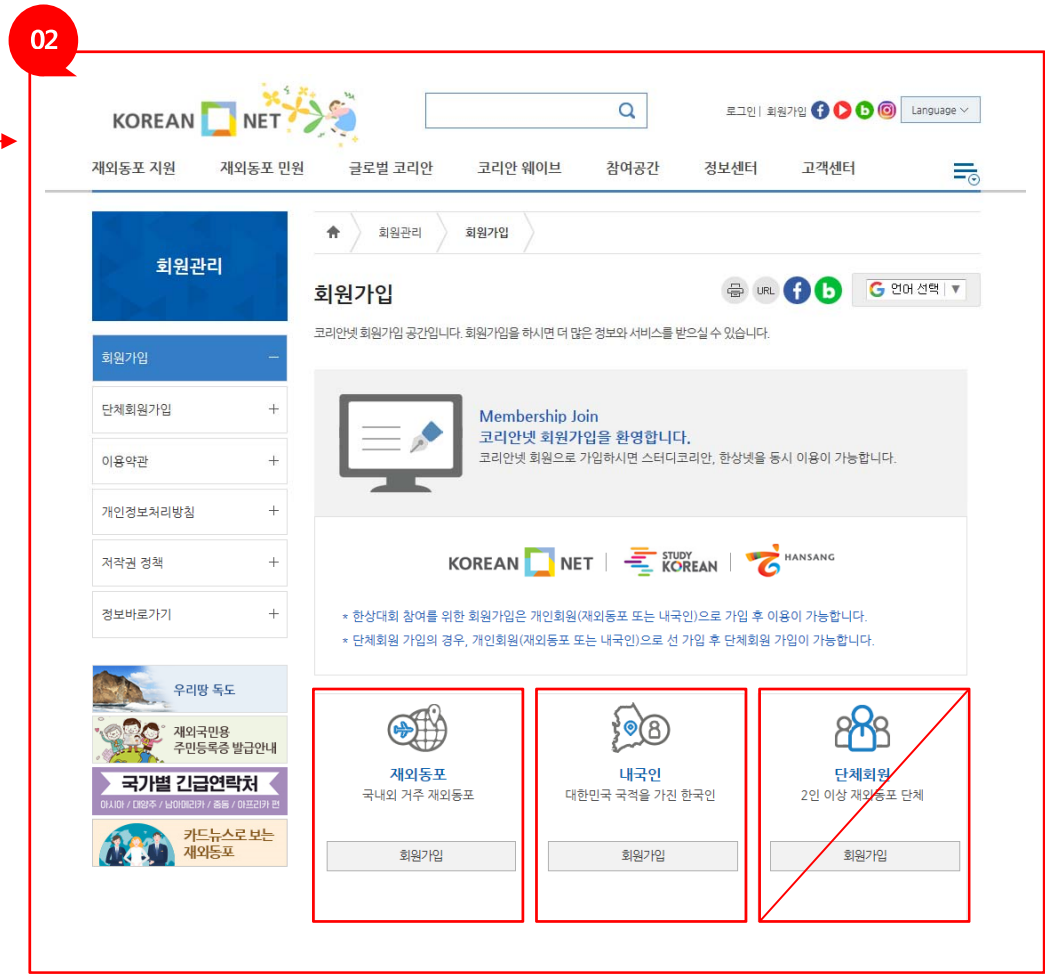 02
KOREAN NET
로그인 | 회원가입
Language
재외동포 지원 재외동포 민원 글로벌 코리안 코리안 웨이브 참여공간 정보센터 고객센터
회원관리
회원가입
단체회원가입
이용약관
개인정보처리방침
저작권 정책
정보바로가기
우리땅 독도
재외국민용
주민등록증 발급안내
국가별 긴급연락처
아시아 / 대양주 / 남아메리카 / 중동 / 아프리카 편
카드뉴스로 보는
재외동포
회원관리 회원가입
회원가입
URL
G 언어 선택 | ▼
코리안넷 회원가입 공간입니다. 회원가입을 하시면 더 많은 정보와 서비스를 받으실 수 있습니다.
Membership Join
코리안넷 회원가입을 환영합니다.
코리안넷 회원으로 가입하시면 스터디코리안, 한상넷을 동시 이용이 가능합니다.
KOREAN NET | STUDY KOREAN | HANSANG
* 한상대회 참여를 위한 회원가입은 개인회원(재외동포 또는 내국인)으로 가입 후 이용이 가능합니다.
* 단체회원 가입의 경우, 개인회원(재외동포 또는 내국인)으로 선 가입 후 단체회원 가입이 가능합니다.
재외동포
국내외 거주 재외동포
회원가입
내국인
대한민국 국적을 가진 한국인
회원가입
단체회원
2인 이상 재외동포 단체
회원가입